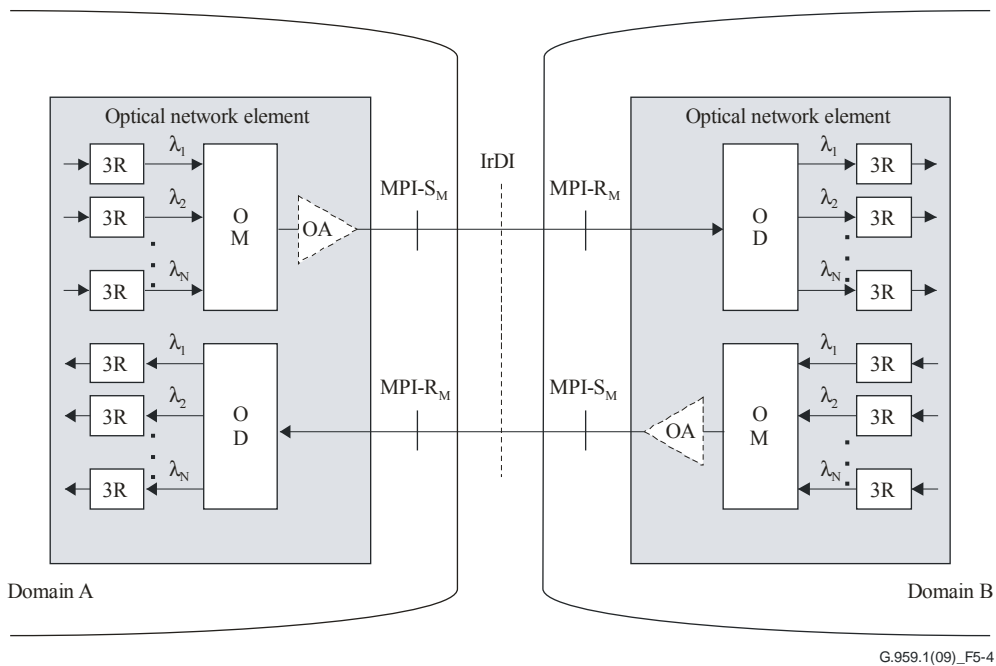 Optical network element
Optical network element
3R λ1
3R λ2
3R λN
O
M
OA
MPI-SM
IrDI
MPI-RM
O
D
λ1 3R
λ2 3R
λN 3R
3R λ1
3R λ2
3R λN
O
D
MPI-RM
MPI-SM
OA
O
M
λ1 3R
λ2 3R
λN 3R
Domain A
Domain B
G.959.1(09)_F5-4